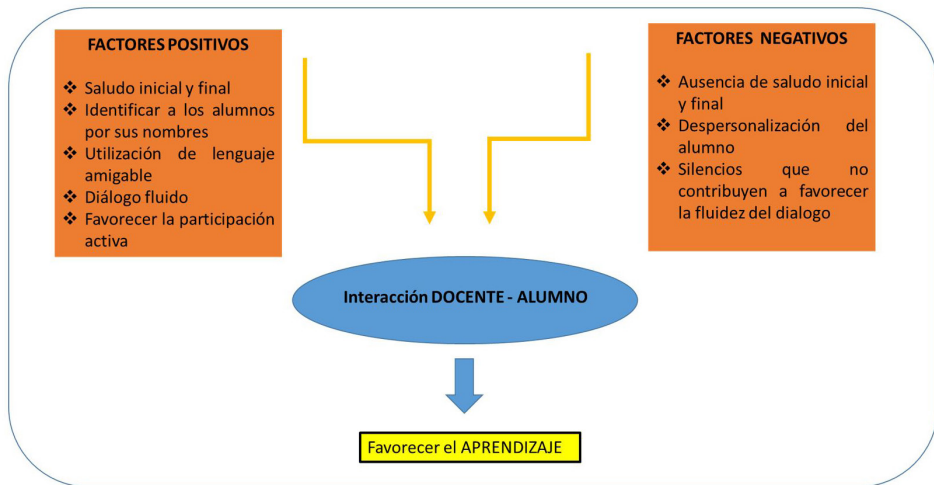 FACTORES POSITIVOS
❖ Saludo inicial y final
❖ Identificar a los alumnos
por sus nombres
❖ Utilización de lenguaje
amigable
❖ Diálogo fluido
❖ Favorecer la participación
activa
FACTORES NEGATIVOS
❖ Ausencia de saludo inicial
y final
❖ Despersonalización del
alumno
❖ Silencios que no
contribuyen a favorecer
la fluidez del dialogo
Interacción DOCENTE - ALUMNO
Favorecer el APRENDIZAJE